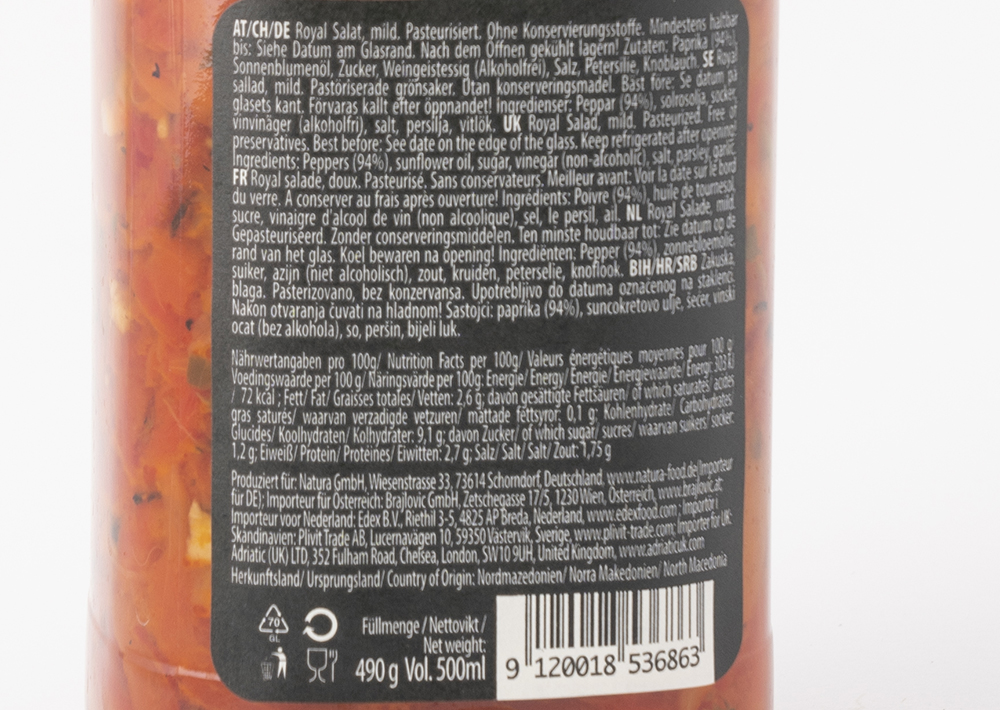 AT/CH/DE Royal Salat, mild. Pasteurisiert. Ohne Konservierungsstoffe. Mindestens haltbar
bis: Siehe Datum am Glasrand. Nach dem Öffnen gekühlt lagern! Zutaten: Paprika (94%),
Sonnenblumenöl, Zucker, Weingeistessig (Alkoholfrei), Salz, Petersilie, Knoblauch. SE Royal
sallad, mild. Pastöriserade grönsaker. Utan konserveringsmadel. Bäst före: Se datum på
glasets kant. Förvaras kallt efter öppnandet! Ingredienser: Peppar (94%), solrosolja, socker,
vinvinäger (alkoholfri), salt, persilja, vitlök. UK Royal Salad, mild. Pasteurized. Free of
preservatives. Best before: See date on the edge of the glass. Keep refrigerated after opening!
Ingredients: Peppers (94%), sunflower oil, sugar, vinegar (non-alcoholic), salt, parsley, garlic.
FR Royal salade, doux. Pasteurisé. Sans conservateurs. Meilleur avant: Voir la date sur le bord
du verre. A conserver au frais après ouverture! Ingrédients: Poivre (94%), huile de tournesol,
sucre, vinaigre d'alcool de vin (non alcoolique), sel, le persil, ail. NL Royal Salade, mild.
Gepasteuriseerd. Zonder conserveringsmiddelen. Ten minste houdbaar tot: Zie datum op de
rand van het glas. Koel bewaren na opening! Ingrediënten: Pepper (94%), zonnebloemolie,
suiker, azijn (niet alcoholisch), zout, kruiden, peterselie, knoflook. BIH/HR/SRB Zakuska,
blaga. Pasterizovano, bez konzervansa. Upotrebljivo do datuma označenog na staklenci.
Nakon otvaranja čuvati na hladnom! Sastojci: paprika (94%), suncokretovo ulje, šećer, vinski
ocat (bez alkohola), so, peršin, bijeli luk.
Nährwertangaben pro 100g/ Nutrition Facts per 100g/ Valeurs énergétiques moyennes pour 100 g
Voedingswaarde per 100 g/ Näringsvärde per 100g: Energie/ Energy/ Énergie/ Energiewaarde/ Energi: 303 kJ
/ 72 kcal ; Fett/ Fat/ Graisses totales/ Vetten: 2,6 g; davon gesättigte Fettsäuren/ of which saturates/ acides
gras saturés/ waarvan verzadigde vetzuren/ mättade fettsyror: 0,1 g; Kohlenhydrate/ Carbohydrates/
Glucides/ Koolhydraten/ Kolhydrater: 9,1 g; davon Zucker/ of which sugar/ sucres/ waarvan suikers/ socker:
1,2 g; Eiweiß/ Protein/ Protéines/ Eiwitten: 2,7 g; Salz/ Salt/ Salt/ Zout: 1,75 g
Produziert für: Natura GmbH, Wiesenstrasse 33, 73614 Schorndorf, Deutschland, www.natura-food.de(Importeur
für DE); Importeur für Österreich: Brajlovic GmbH, Zetschegasse 17/5, 1230 Wien, Österreich, www.brajlovic.at;
Importeur voor Nederland: Edex B.V., Riethil 3-5, 4825 AP Breda, Nederland, www.edexfood.com ; Importör i
Skandinavien: Plivit Trade AB, Lucernavägen 10, 59350 Västervik, Sverige, www.plivit-trade.com; Importer for UK:
Adriatic (UK) LTD, 352 Fulham Road, Chelsea, London, SW10 9UH, United Kingdom, www.adriaticuk.com
Herkunftsland/ Ursprungsland/ Country of Origin: Nordmazedonien/ Norra Makedonien/ North Macedonia
70
GL
Füllmenge / Nettovikt /
Net weight:
490 g Vol. 500ml
9 120018 536863